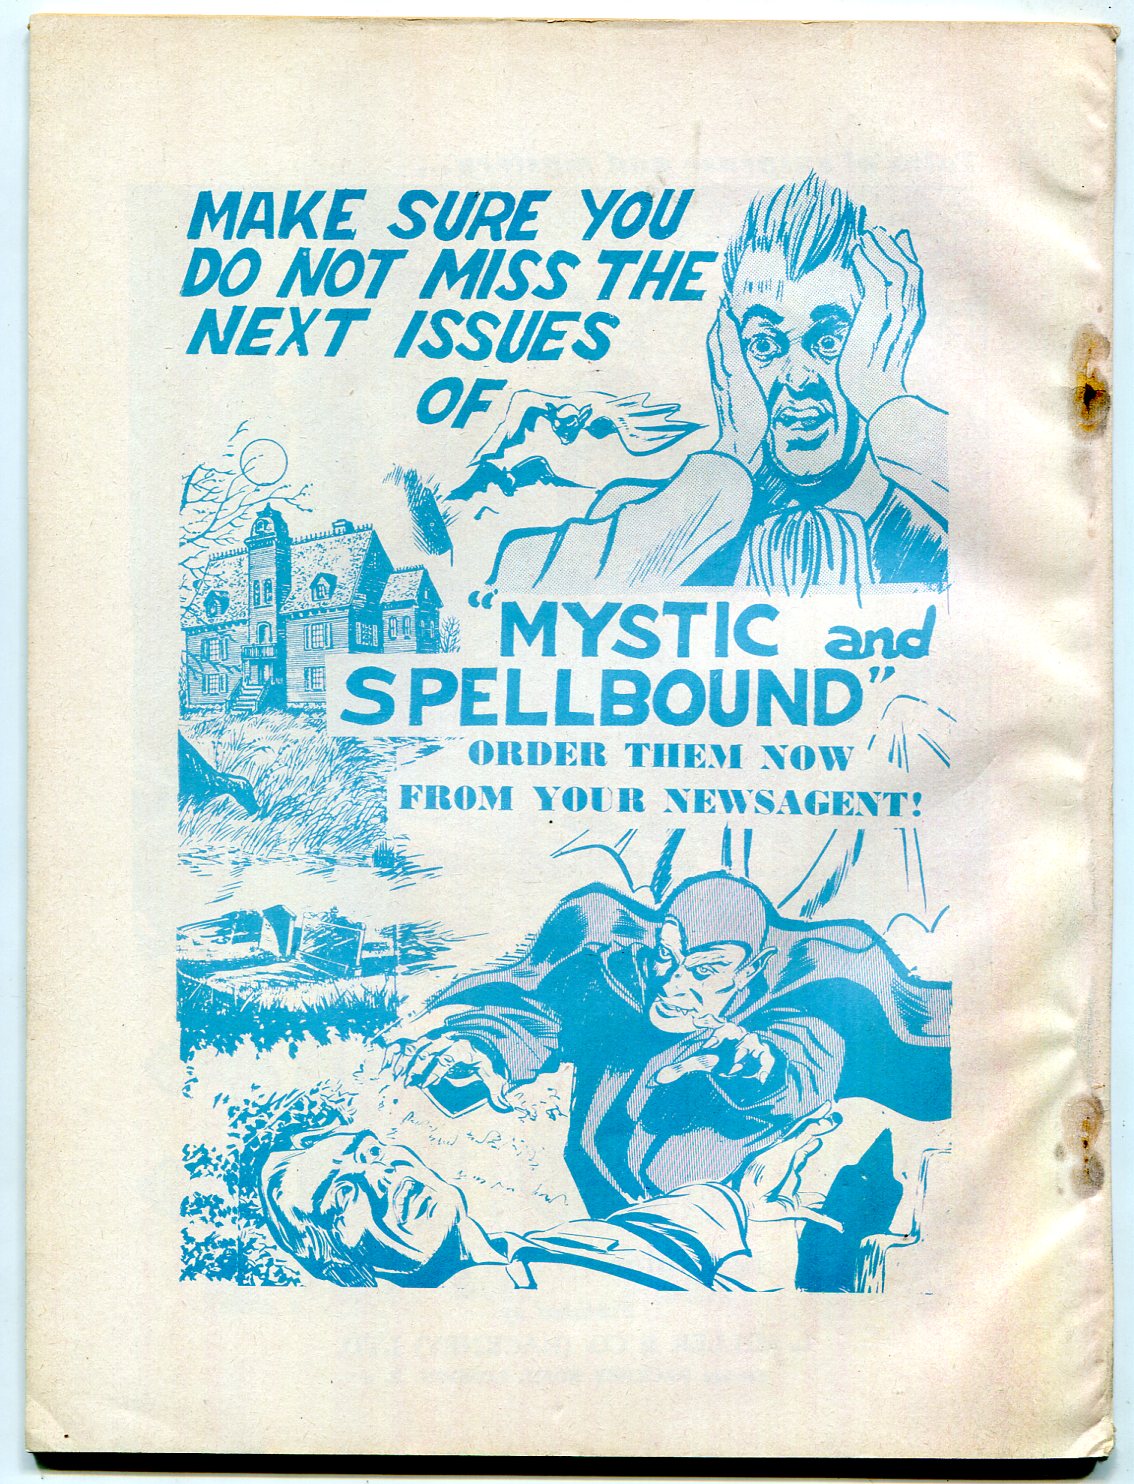 MAKE SURE YOU
DO NOT MISS THE
NEXT ISSUES
OF
"MYSTIC and
SPELLBOUND"
ORDER THEM NOW
FROM YOUR NEWSAGENT!